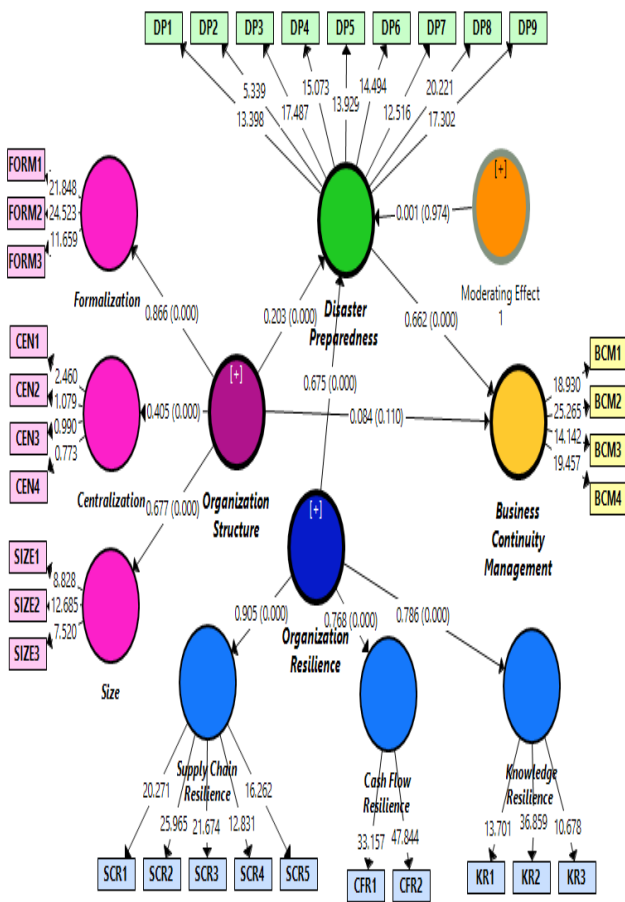 DP1 DP2 DP3 DP4 DP5 DP6 DP7 DP8 DP9
5.339 15.073 14.494 20.221
13.398 17.487 13.929 12.516 17.302
FORM1
21.848
FORM2
24.523
11.659
FORM3
Formalization
[+]
0.001 (0.974)
Moderating Effect
1
0.866 (0.000)
0.203 (0.000)
Disaster
Preparedness
0.662 (0.000)
0.675 (0.000)
CEN1
2.460
CEN2
1.079
CEN3
0.990
0.773
CEN4
Centralization
0.405 (0.000)
[+]
Organization
Structure
0.084 (0.110)
BCM1
18.930
BCM2
25.265
14.142
BCM3
19.457
BCM4
Business
Continuity
Management
0.677 (0.000)
SIZE1
8.828
SIZE2
12.685
7.520
SIZE3
Size
[+]
Organization
Resilience
0.905 (0.000)
0.768 (0.000)
0.786 (0.000)
Supply Chain
Resilience
Cash Flow
Resilience
Knowledge
Resilience
20.271 25.965 21.674 12.831 16.262
33.157 47.844
13.701 36.859 10.678
SCR1 SCR2 SCR3 SCR4 SCR5
CFR1 CFR2
KR1 KR2 KR3